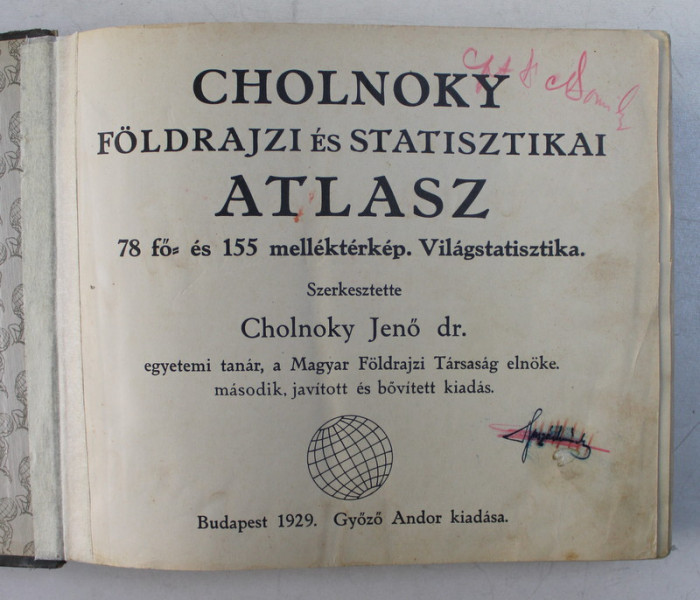 CHOLNOKY
FÖLDRAJZI ÉS STATISZTIKAI
ATLASZ
78 fő= és 155 melléktérkép. Világstatisztika.
Szerkesztette
Cholnoky Jenő dr.
egyetemi tanár, a Magyar Földrajzi Társaság elnöke.
második, javított és bővített kiadás.
Budapest 1929. Győző Andor kiadása.